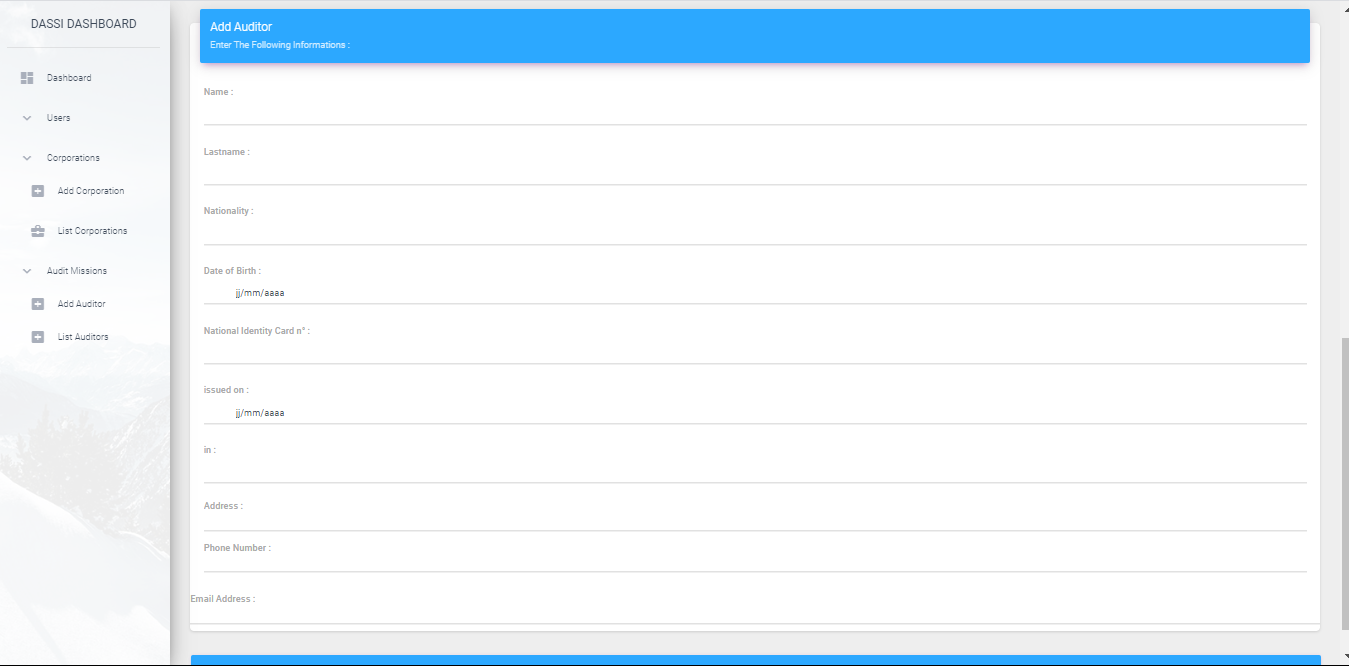 DASSI DASHBOARD
Dashboard
Users
Corporations
Add Corporation
List Corporations
Audit Missions
Add Auditor
List Auditors
Add Auditor
Enter The Following Informations :
Name :
Lastname :
Nationality :
Date of Birth :
jj/mm/aaaa
National Identity Card n° :
issued on :
jj/mm/aaaa
in :
Address :
Phone Number :
Email Address :